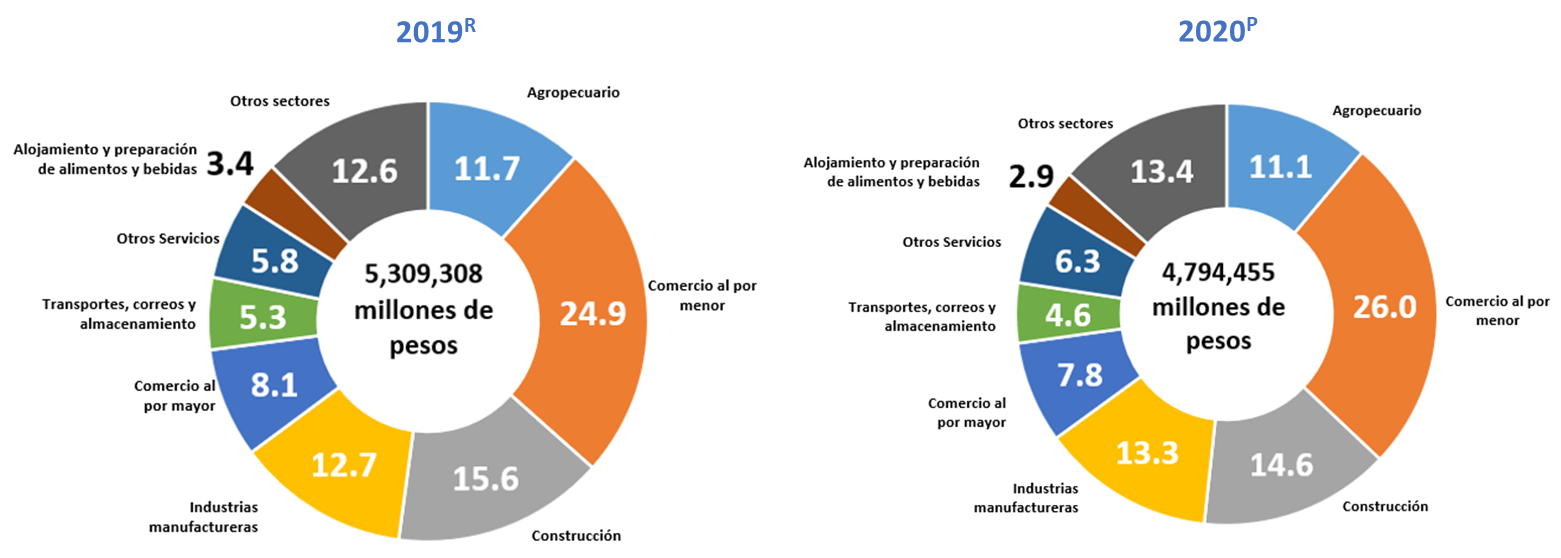 2019R
Otros sectores
Agropecuario
Alojamiento y preparación
de alimentos y bebidas
3.4
12.6
11.7
Otros Servicios
5.8
5,309,308
millones de
pesos
Comercio al por
menor
24.9
Transportes, correos y
almacenamiento
5.3
Comercio al
por mayor
8.1
12.7
15.6
Industrias
manufactureras
Construcción
2020P
Otros sectores
Agropecuario
Alojamiento y preparación
de alimentos y bebidas
2.9
13.4
11.1
Otros Servicios
6.3
4,794,455
millones de
pesos
Comercio al por
menor
26.0
Transportes, correos y
almacenamiento
4.6
Comercio al
por mayor
7.8
13.3
14.6
Industrias
manufactureras
Construcción